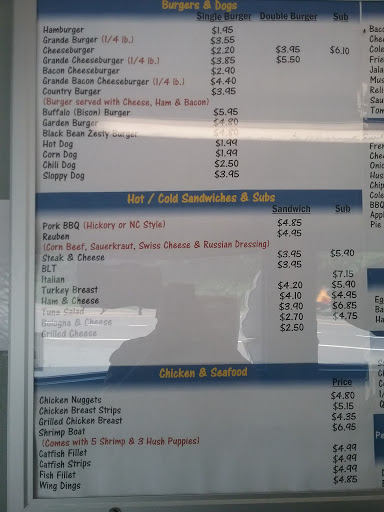 Burgers & Dogs
Single Burger Double Burger Sub
Hamburger $1.95
Grande Burger (1/4 lb.) $3.55
Cheeseburger $2.20 $3.95 $6.10
Grande Cheeseburger (1/4 lb.) $3.85 $5.50
Bacon Cheeseburger $2.90
Grande Bacon Cheeseburger (1/4 lb.) $4.40
Country Burger $3.95
(Burger served with Cheese, Ham & Bacon)
Buffalo (Bison) Burger $5.95
Garden Burger $4.80
Black Bean Zesty Burger $4.80
Hot Dog $1.99
Corn Dog $1.99
Chili Dog $2.50
Sloppy Dog $3.95
Hot / Cold Sandwiches & Subs
Sandwich Sub
Pork BBQ (Hickory or NC Style) $4.85
Reuben $4.95
(Corn Beef, Sauerkraut, Swiss Cheese & Russian Dressing)
Steak & Cheese $3.95 $5.90
BLT $3.95
Italian $7.15
Turkey Breast $4.20 $5.90
Ham & Cheese $4.10 $4.95
Tuna Salad $3.90 $6.85
Bologna & Cheese $2.70 $4.75
Grilled Cheese $2.50
Chicken & Seafood
Price
Chicken Nuggets $4.80
Chicken Breast Strips $5.15
Grilled Chicken Breast $4.35
Shrimp Boat $6.95
(Comes with 5 Shrimp & 3 Hush Puppies)
Catfish Fillet $4.99
Catfish Strips $4.99
Fish Fillet $4.99
Wing Dings $4.85